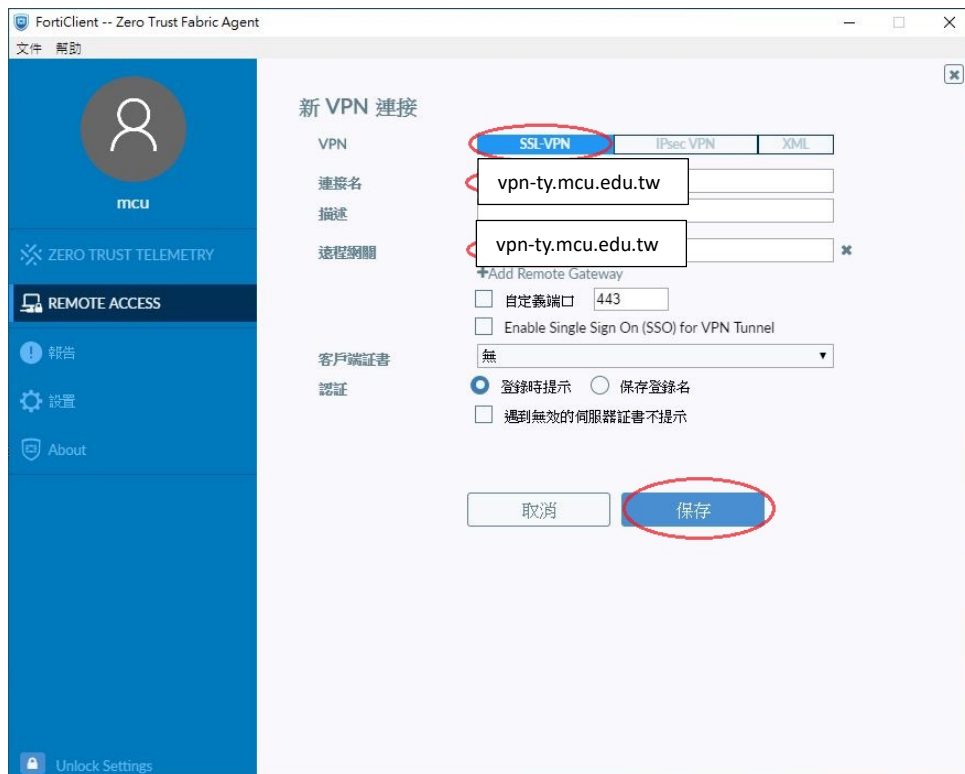 FortiClient -- Zero Trust Fabric Agent
文件 幫助
新 VPN 連接
VPN SSL-VPN IPsec VPN XML
連接名 vpn-ty.mcu.edu.tw
描述
遠程網關 vpn-ty.mcu.edu.tw
+Add Remote Gateway
自定義端口 443
Enable Single Sign On (SSO) for VPN Tunnel
客戶端証書 無
認証 登錄時提示 保存登錄名
遇到無效的伺服器証書不提示
取消 保存
mcu
ZERO TRUST TELEMETRY
REMOTE ACCESS
報告
設置
About
Unlock Settings